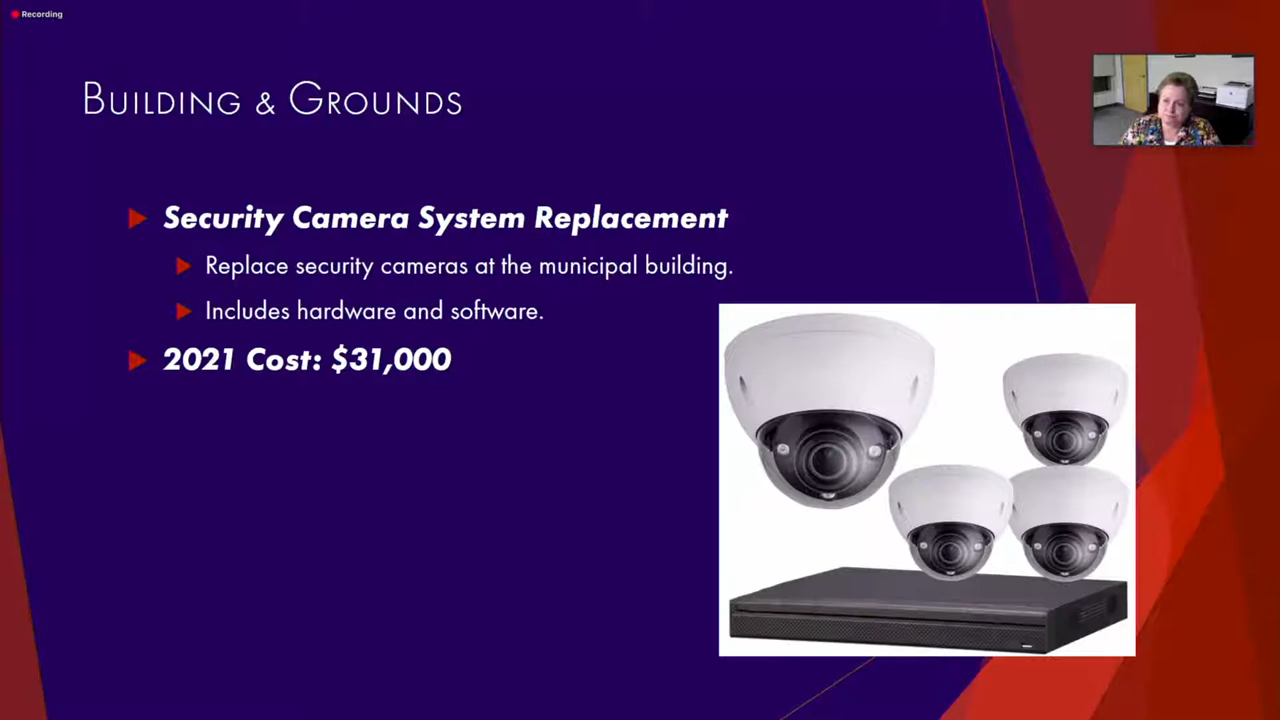 Recording
Building & Grounds
Security Camera System Replacement
Replace security cameras at the municipal building.
Includes hardware and software.
2021 Cost: $31,000